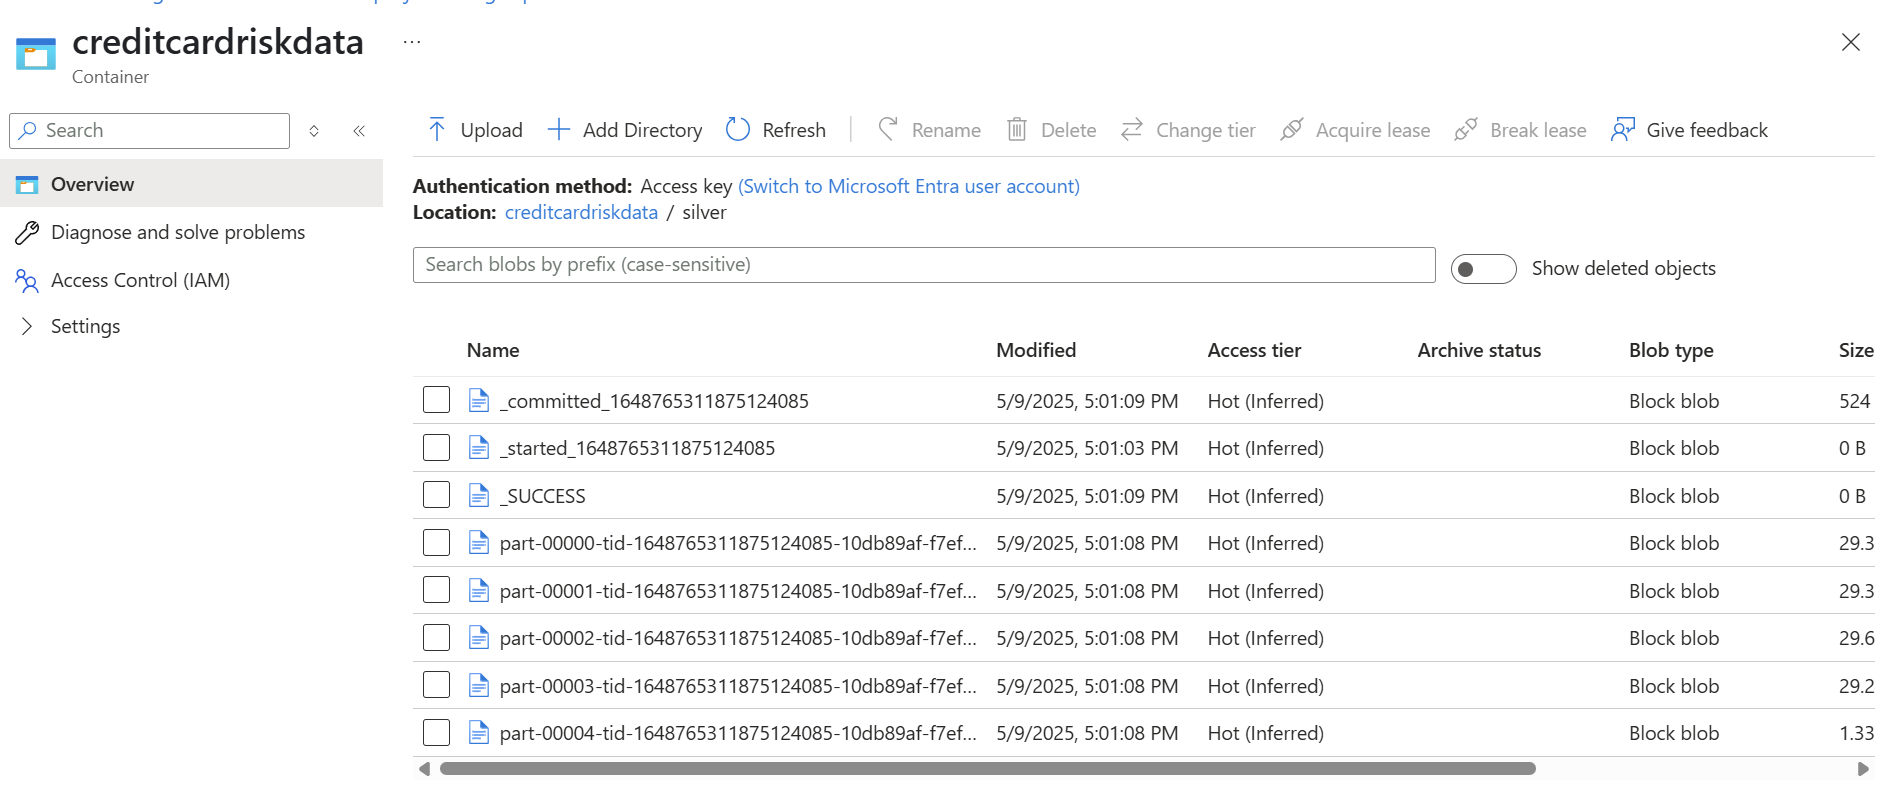 creditcardriskdata ...
Container
Search
Upload Add Directory Refresh Rename Delete Change tier Acquire lease Break lease Give feedback
Overview
Authentication method: Access key (Switch to Microsoft Entra user account)
Location: creditcardriskdata / silver
Diagnose and solve problems
Search blobs by prefix (case-sensitive) Show deleted objects
Access Control (IAM)
Settings
Name Modified Access tier Archive status Blob type Size
_committed_1648765311875124085 5/9/2025, 5:01:09 PM Hot (Inferred) Block blob 524
_started_1648765311875124085 5/9/2025, 5:01:03 PM Hot (Inferred) Block blob 0 B
_SUCCESS 5/9/2025, 5:01:09 PM Hot (Inferred) Block blob 0 B
part-00000-tid-1648765311875124085-10db89af-f7ef... 5/9/2025, 5:01:08 PM Hot (Inferred) Block blob 29.3
part-00001-tid-1648765311875124085-10db89af-f7ef... 5/9/2025, 5:01:08 PM Hot (Inferred) Block blob 29.3
part-00002-tid-1648765311875124085-10db89af-f7ef... 5/9/2025, 5:01:08 PM Hot (Inferred) Block blob 29.6
part-00003-tid-1648765311875124085-10db89af-f7ef... 5/9/2025, 5:01:08 PM Hot (Inferred) Block blob 29.2
part-00004-tid-1648765311875124085-10db89af-f7ef... 5/9/2025, 5:01:08 PM Hot (Inferred) Block blob 1.33